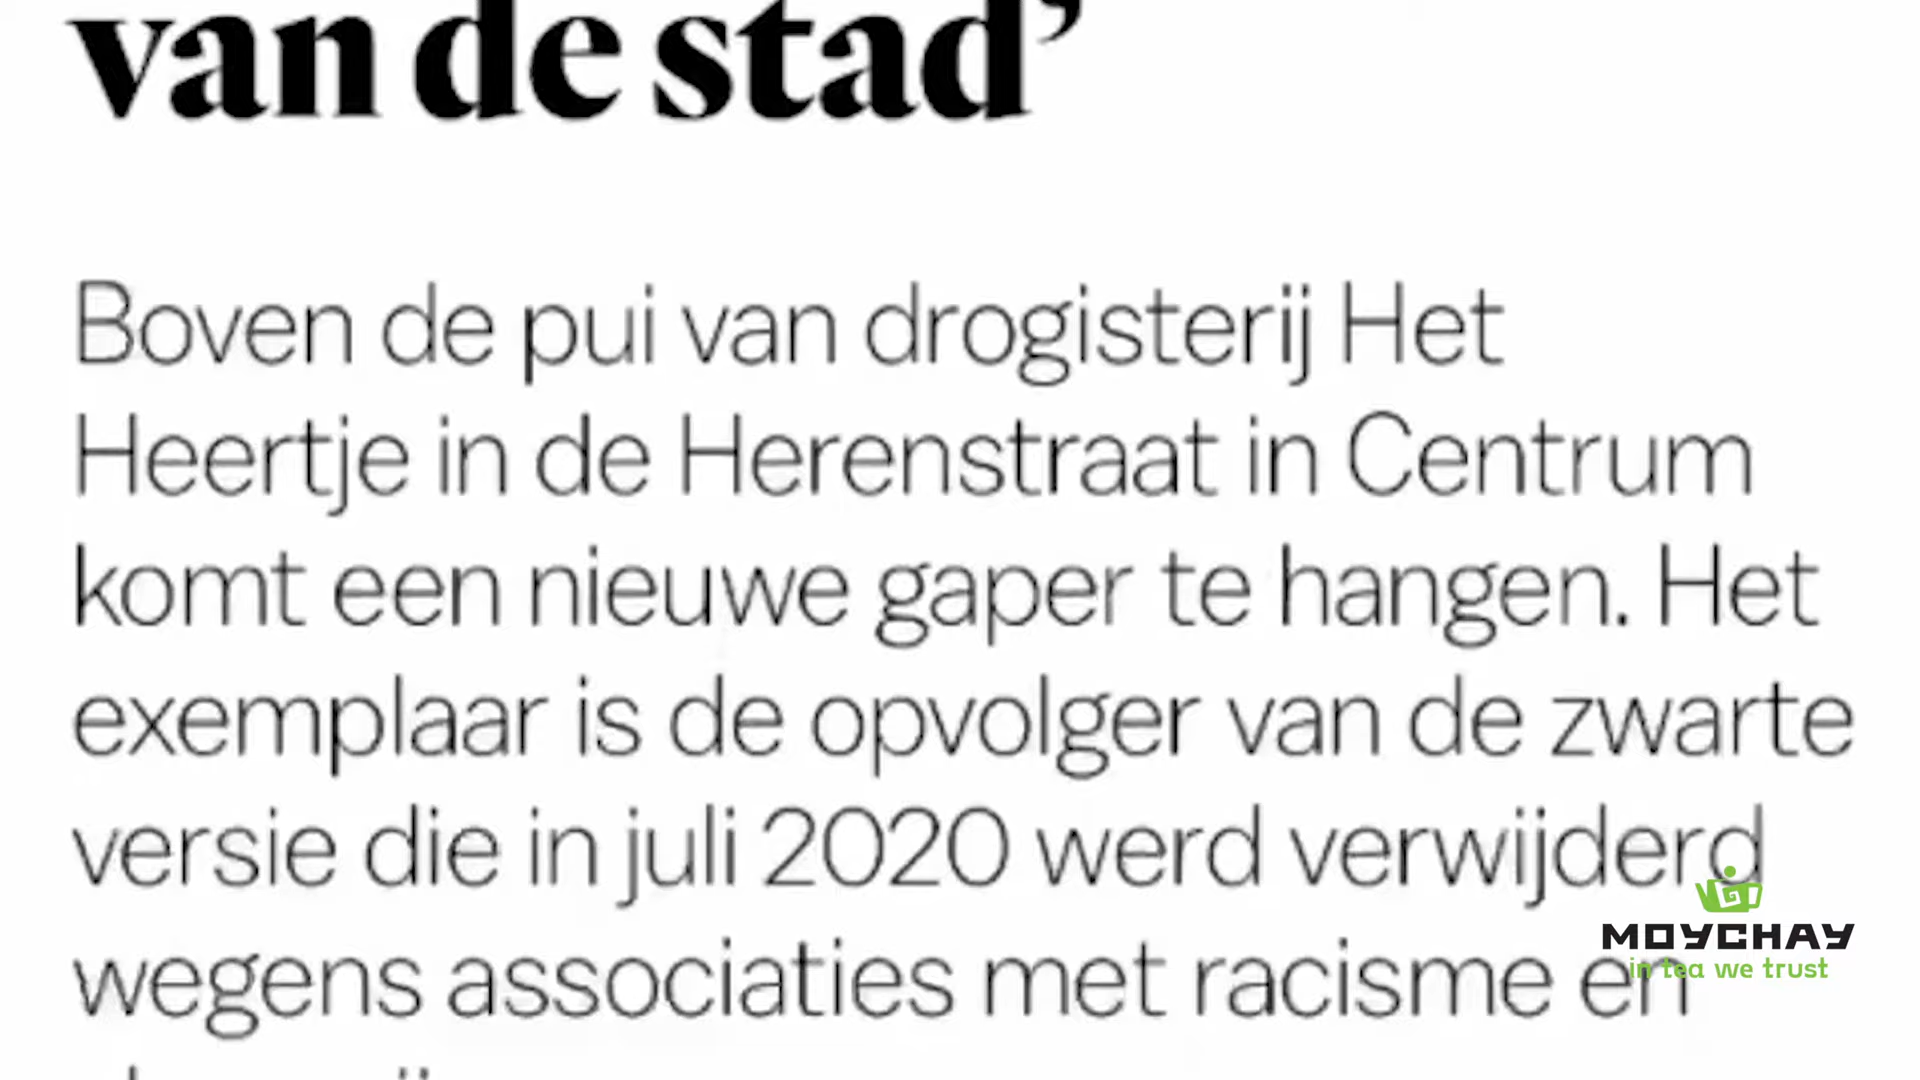 van de stad’
Boven de pui van drogisterij Het
Heertje in de Herenstraat in Centrum
komt een nieuwe gaper te hangen. Het
exemplaar is de opvolger van de zwarte
versie die in juli 2020 werd verwijderd
wegens associaties met racisme en
MOYCHAY
in tea we trust